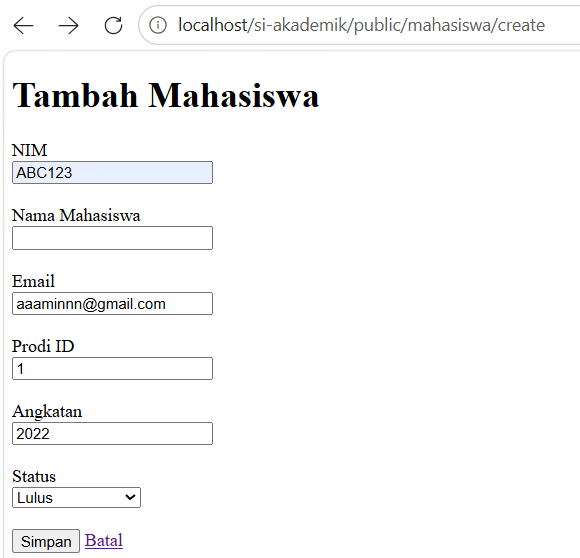 localhost/si-akademik/public/mahasiswa/create
Tambah Mahasiswa
NIM
ABC123
Nama Mahasiswa
Email
aaaminnn@gmail.com
Prodi ID
1
Angkatan
2022
Status
Lulus
Simpan Batal